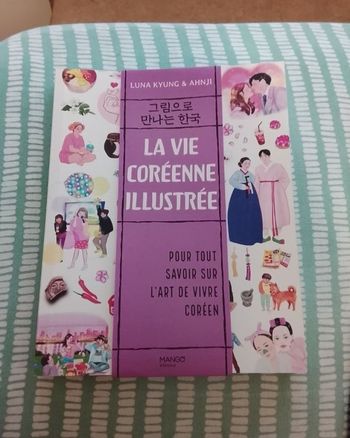 LUNA KYUNG & AHNJI
그림으로
만나는 한국
LA VIE
CORÉENNE
ILLUSTRÉE
POUR TOUT
SAVOIR SUR
L'ART DE VIVRE
CORÉEN
MANGO